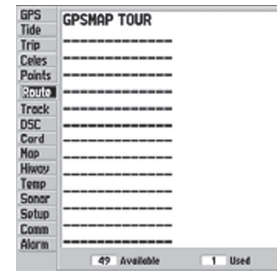 GPS
Tide
Trip
Celes
Points
Route
Track
DSC
Card
Map
Hiway
Temp
Sonar
Setup
Comm
Alarm
GPSMAP TOUR
49 Available 1 Used